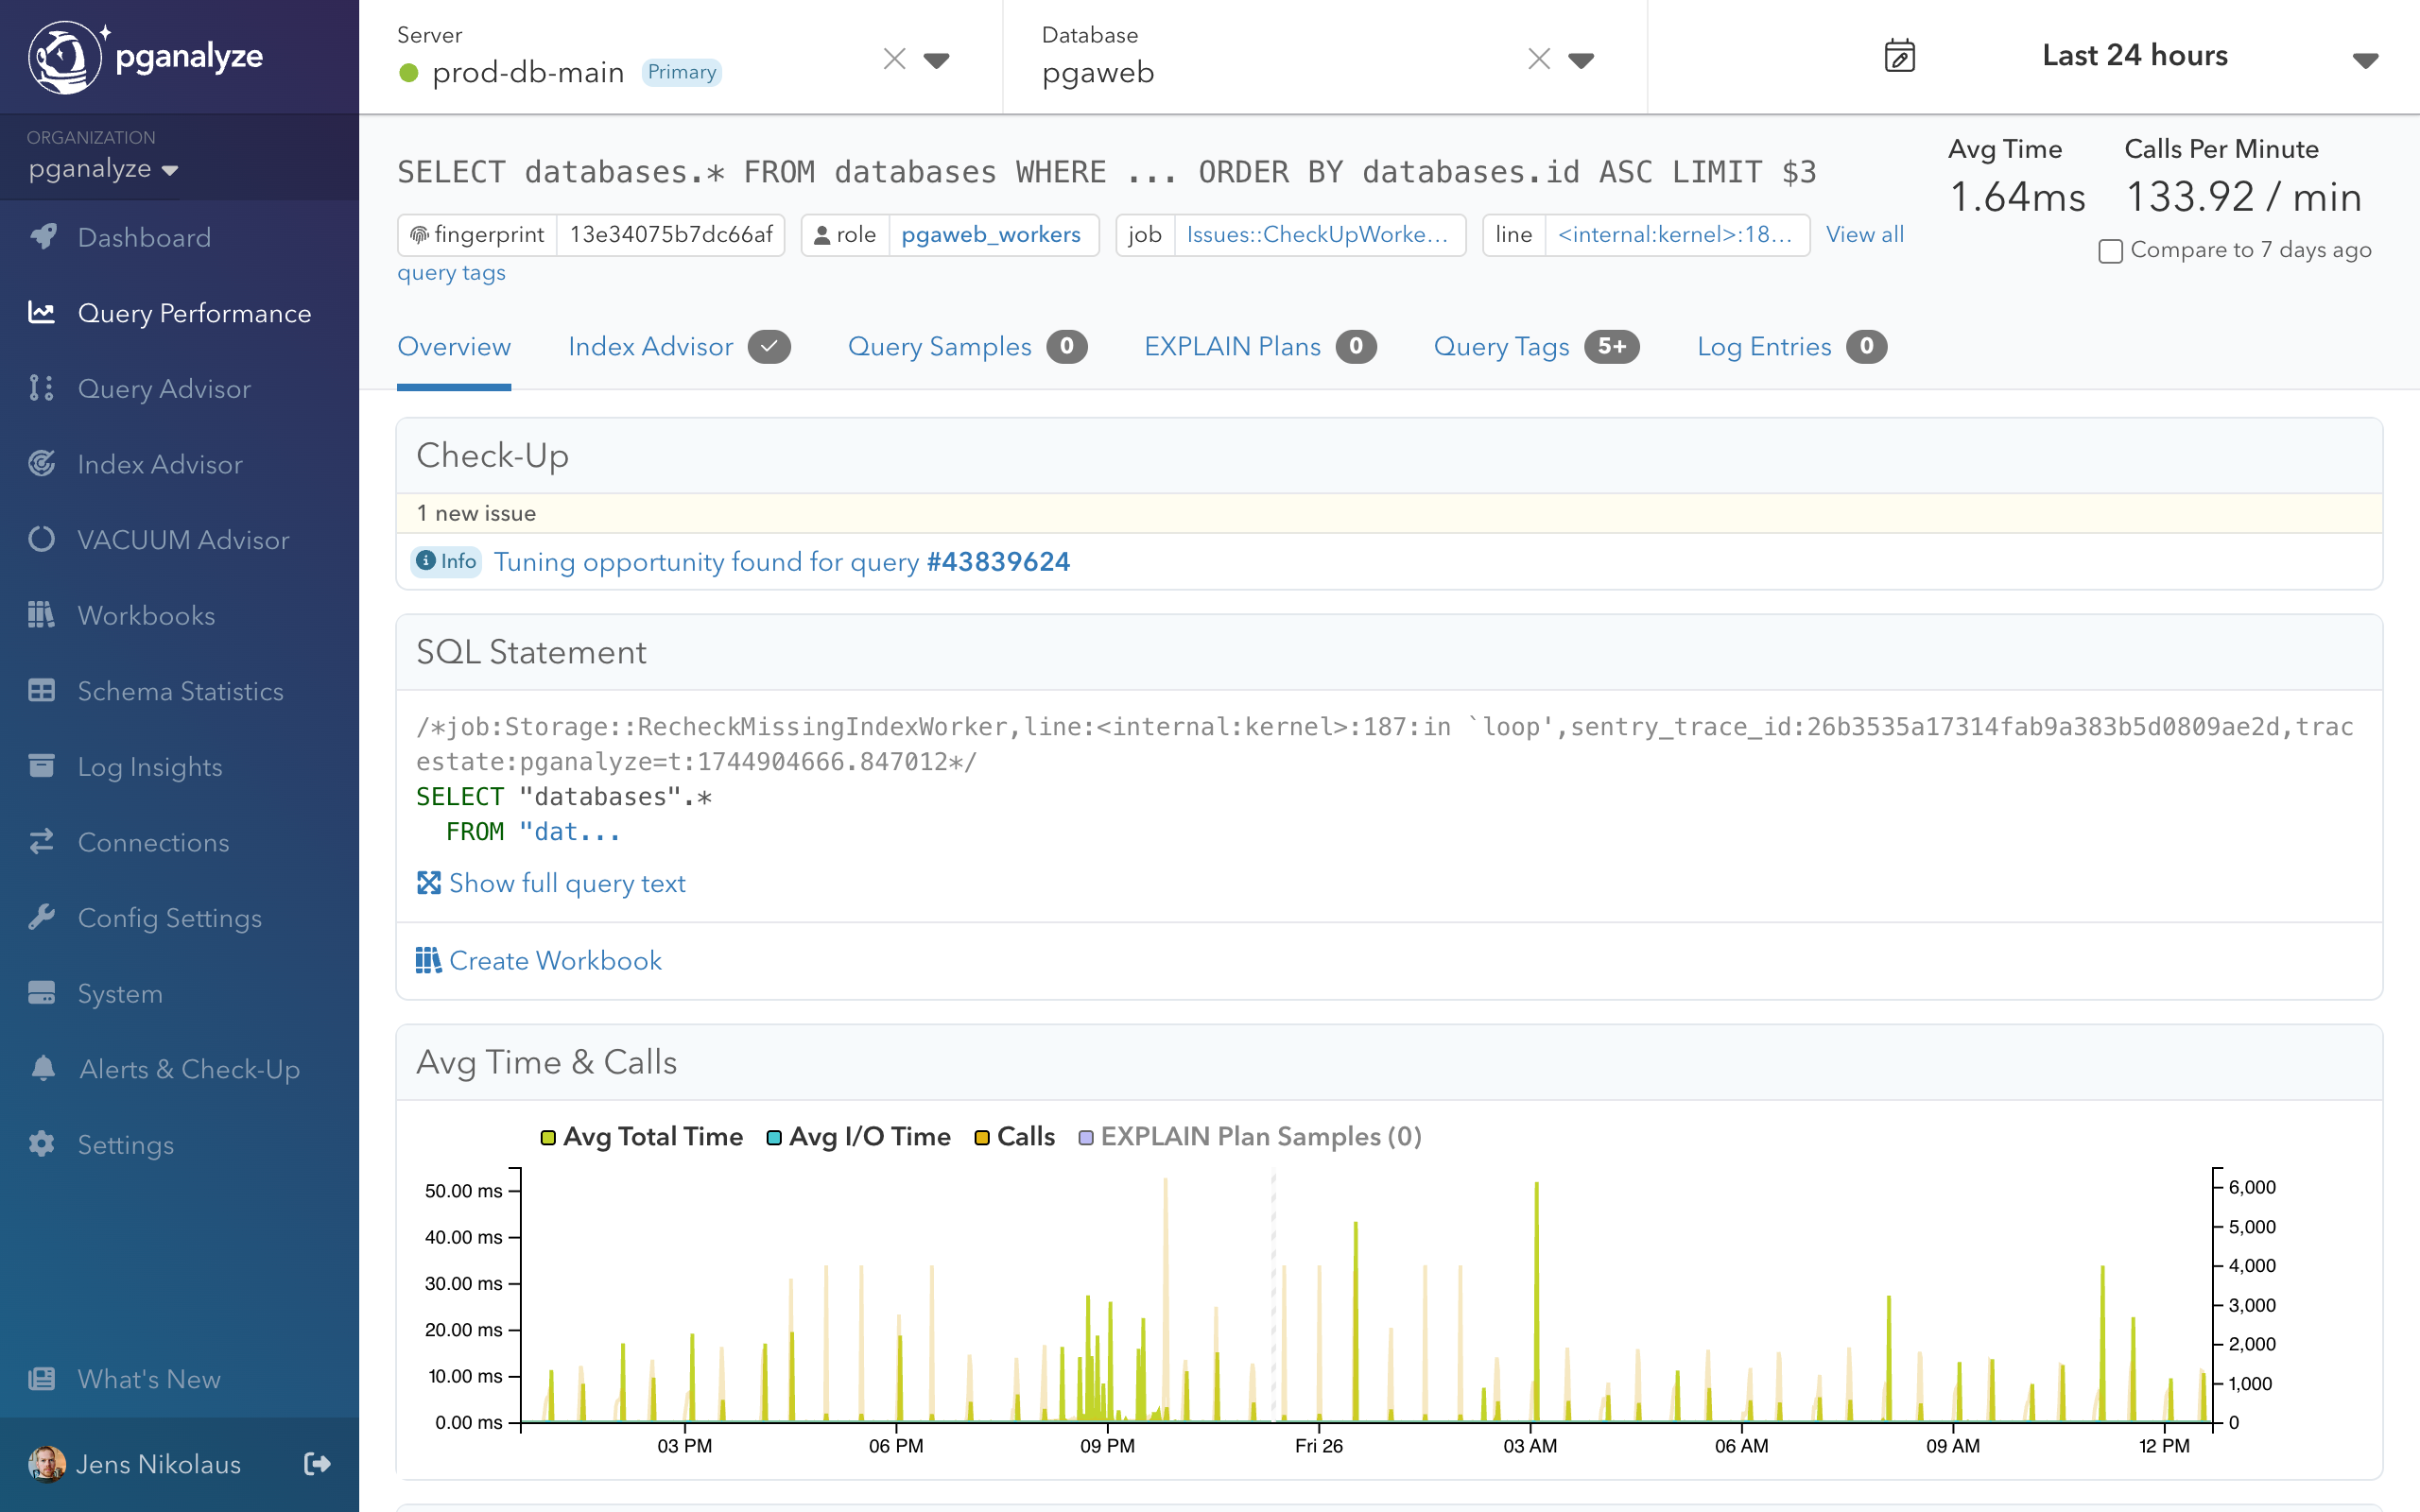 pganalyze
ORGANIZATION
pganalyze
Dashboard
Query Performance
Query Advisor
Index Advisor
VACUUM Advisor
Workbooks
Schema Statistics
Log Insights
Connections
Config Settings
System
Alerts & Check-Up
Settings
What's New
Jens Nikolaus
Server
prod-db-main Primary
Database
pgaweb
Last 24 hours
SELECT databases.* FROM databases WHERE ... ORDER BY databases.id ASC LIMIT $3
fingerprint 13e34075b7dc66af role pgaweb_workers job Issues::CheckUpWorke... line <internal:kernel>:18... View all
query tags
Avg Time Calls Per Minute
1.64ms 133.92 / min
Compare to 7 days ago
Overview Index Advisor Query Samples 0 EXPLAIN Plans 0 Query Tags 5+ Log Entries 0
Check-Up
1 new issue
Info Tuning opportunity found for query #43839624
SQL Statement
/*job:Storage::RecheckMissingIndexWorker,line:<internal:kernel>:187:in `loop',sentry_trace_id:26b3535a17314fab9a383b5d0809ae2d,trac
estate:pganalyze=t:1744904666.847012*/
SELECT "databases".*
FROM "dat...
Show full query text
Create Workbook
Avg Time & Calls
Avg Total Time Avg I/O Time Calls EXPLAIN Plan Samples (0)
50.00 ms
40.00 ms
30.00 ms
20.00 ms
10.00 ms
0.00 ms
6,000
5,000
4,000
3,000
2,000
1,000
0
03 PM 06 PM 09 PM Fri 26 03 AM 06 AM 09 AM 12 PM